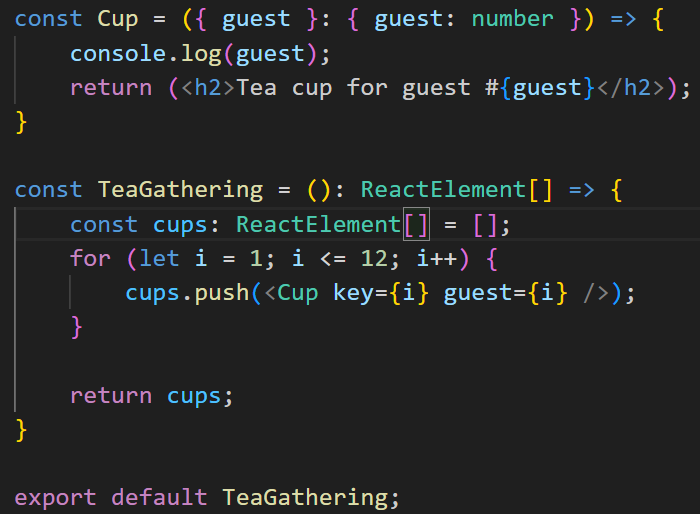 const Cup = ({ guest }: { guest: number }) => {
    console.log(guest);
    return (<h2>Tea cup for guest #{guest}</h2>);
}

const TeaGathering = (): ReactElement[] => {
    const cups: ReactElement[] = [];
    for (let i = 1; i <= 12; i++) {
        cups.push(<Cup key={i} guest={i} />);
    }

    return cups;
}

export default TeaGathering;